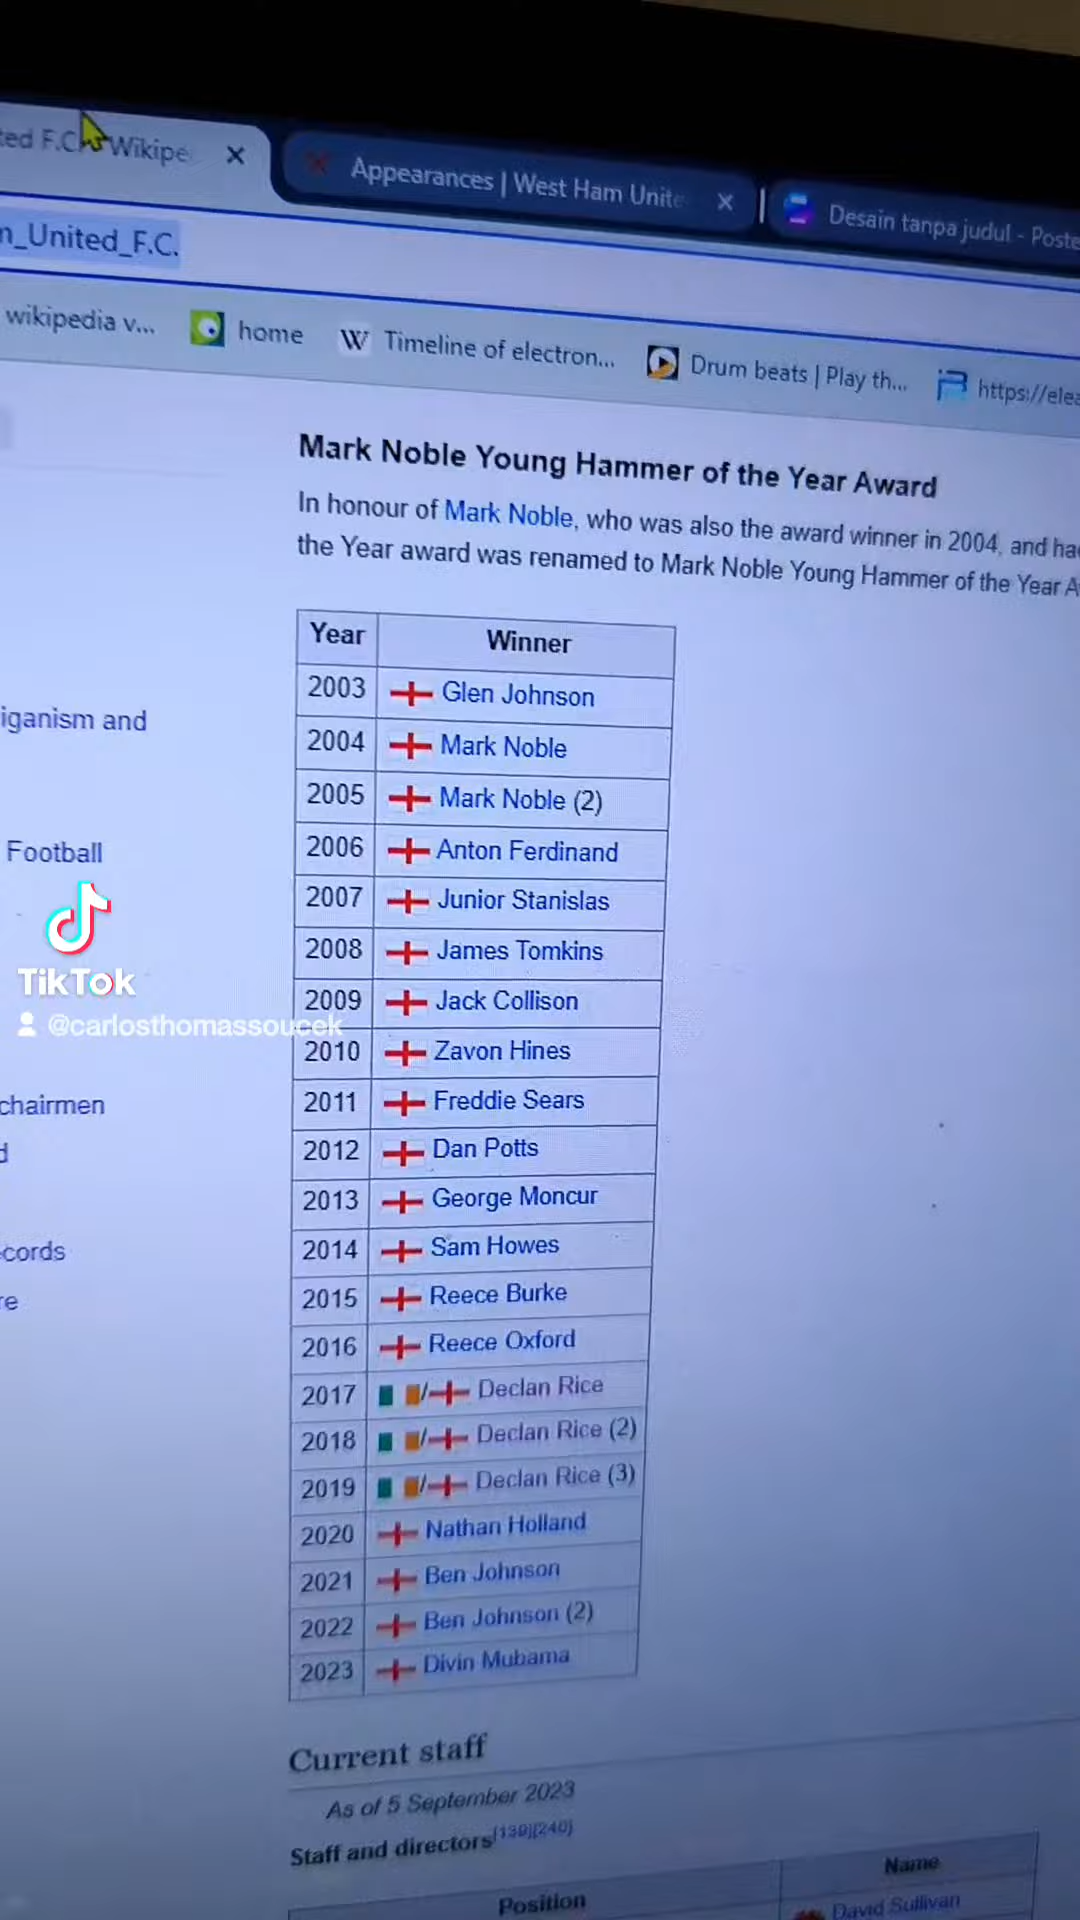 ted F.C. - Wikipe
Appearances | West Ham Unite
Desain tanpa judul - Poste
m_United_F.C.
wikipedia v...
home
Timeline of electron...
Drum beats | Play th...
https://elea
Mark Noble Young Hammer of the Year Award
In honour of Mark Noble, who was also the award winner in 2004, and ha
the Year award was renamed to Mark Noble Young Hammer of the Year A
Year Winner
2003 Glen Johnson
2004 Mark Noble
2005 Mark Noble (2)
2006 Anton Ferdinand
2007 Junior Stanislas
2008 James Tomkins
2009 Jack Collison
2010 Zavon Hines
2011 Freddie Sears
2012 Dan Potts
2013 George Moncur
2014 Sam Howes
2015 Reece Burke
2016 Reece Oxford
2017 / Declan Rice
2018 / Declan Rice (2)
2019 / Declan Rice (3)
2020 Nathan Holland
2021 Ben Johnson
2022 Ben Johnson (2)
2023 Divin Mubama
iganism and
Football
TikTok
@carlosthomassoucek
chairmen
d
cords
re
Current staff
As of 5 September 2023
Staff and directors[139][240]
Position Name
David Sullivan